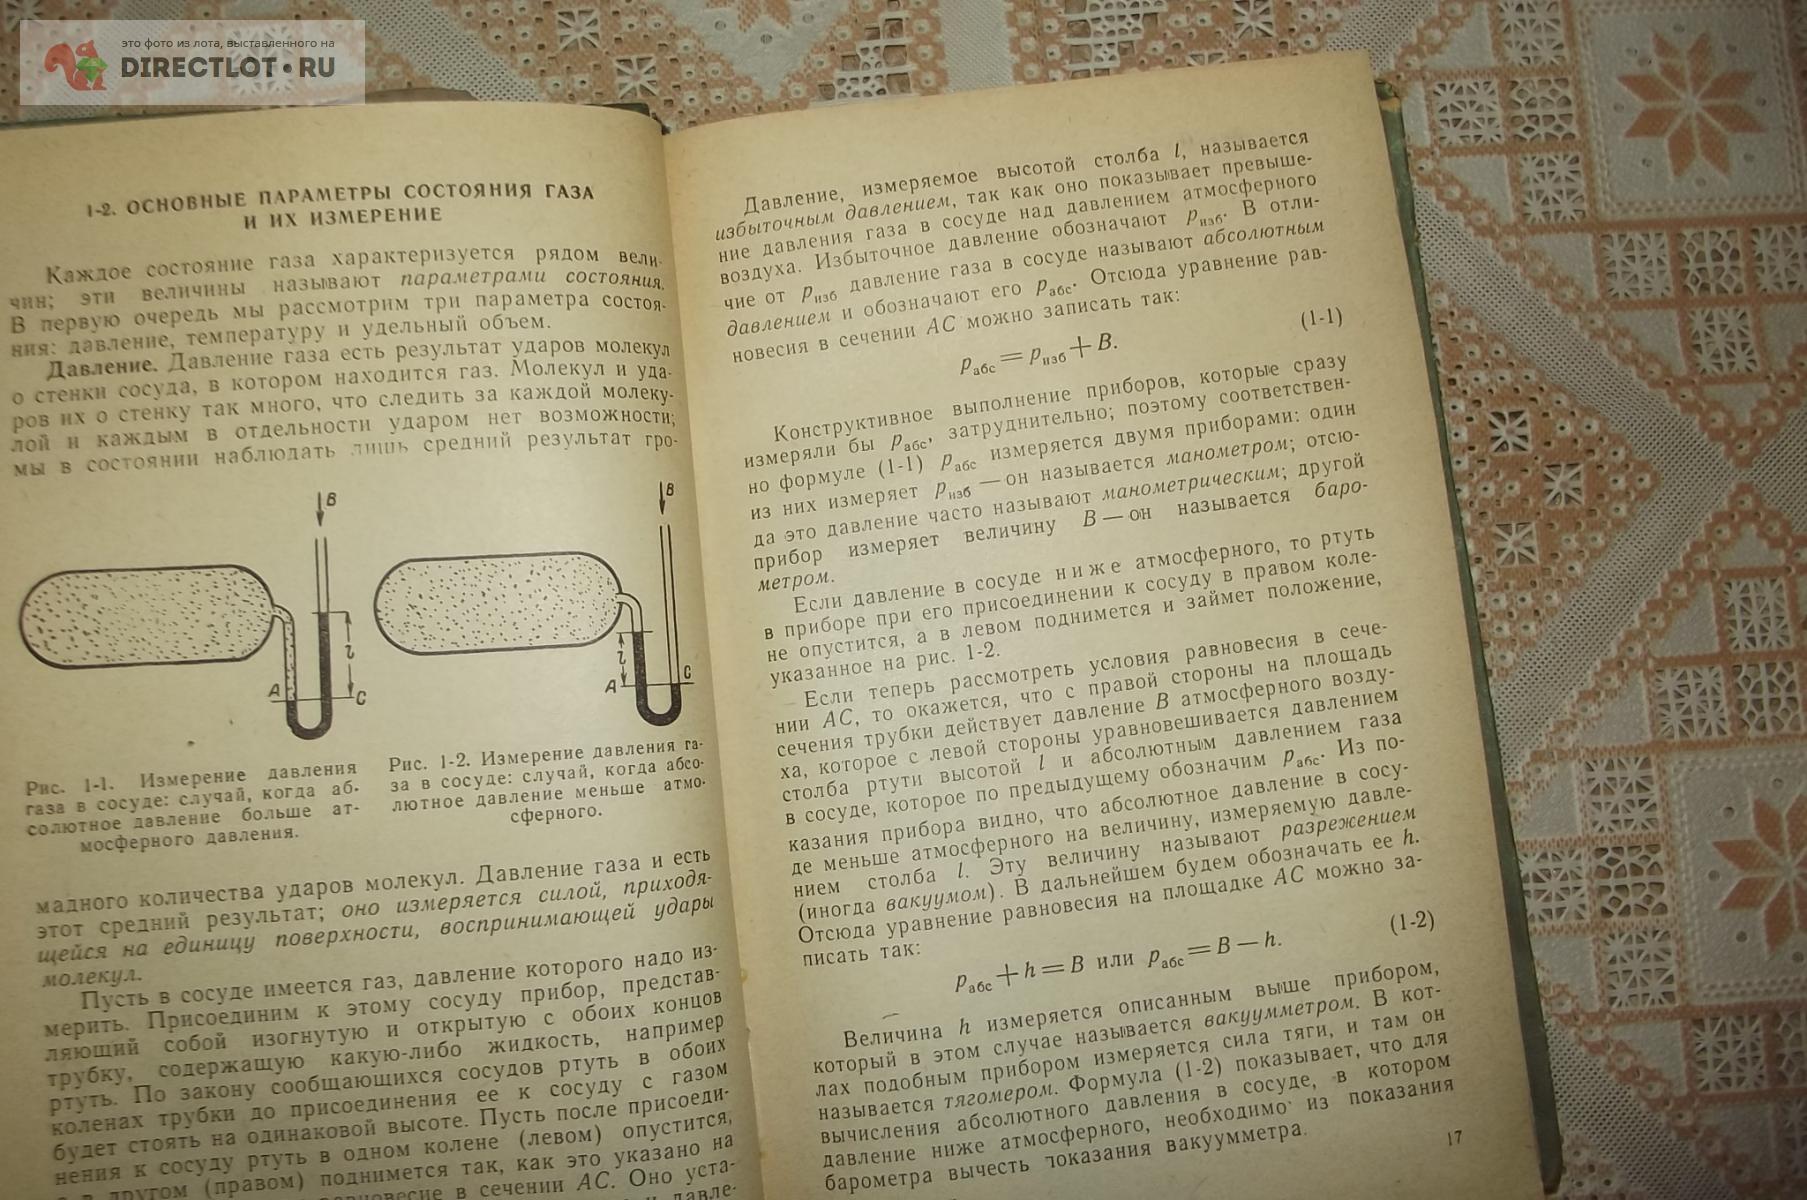 это фото из лота, выставленного на
DIRECTLOT.RU
1-2. ОСНОВНЫЕ ПАРАМЕТРЫ СОСТОЯНИЯ ГАЗА
И ИХ ИЗМЕРЕНИЕ
Каждое состояние газа характеризуется рядом вели-
чин; эти величины называют параметрами состояния.
В первую очередь мы рассмотрим три параметра состоя-
ния: давление, температуру и удельный объем.
Давление. Давление газа есть результат ударов молекул
о стенки сосуда, в котором находится газ. Молекул и уда-
ров их о стенку так много, что следить за каждой молеку-
лой и каждым в отдельности ударом нет возможности;
мы в состоянии наблюдать лишь средний результат гро-
B
l
A
C
B
l
A
C
Рис. 1-1. Измерение давления
газа в сосуде: случай, когда аб-
солютное давление больше ат-
мосферного давления.
Рис. 1-2. Измерение давления га-
за в сосуде: случай, когда абсо-
лютное давление меньше атмо-
сферного.
мадного количества ударов молекул. Давление газа и есть
этот средний результат; оно измеряется силой, приходя-
щейся на единицу поверхности, воспринимающей удары
молекул.
Пусть в сосуде имеется газ, давление которого надо из-
мерить. Присоединим к этому сосуду прибор, представ-
ляющий собой изогнутую и открытую с обоих концов
трубку, содержащую какую-либо жидкость, например
ртуть. По закону сообщающихся сосудов ртуть в обоих
коленах трубки до присоединения ее к сосуду с газом
будет стоять на одинаковой высоте. Пусть после присоеди-
нения к сосуду ртуть в одном колене (левом) опустится,
а в другом (правом) поднимется так, как это указано на
равновесие в сечении АС. Оно уста-
давле-
Давление, измеряемое высотой столба l, называется
избыточным давлением, так как оно показывает превыше-
ние давления газа в сосуде над давлением атмосферного
воздуха. Избыточное давление обозначают pизб. В отли-
чие от pизб давление газа в сосуде называют абсолютным
давлением и обозначают его pабс. Отсюда уравнение рав-
новесия в сечении АС можно записать так:
pабс = pизб + B. (1-1)
Конструктивное выполнение приборов, которые сразу
измеряли бы pабс, затруднительно; поэтому соответствен-
но формуле (1-1) pабс измеряется двумя приборами: один
из них измеряет pизб — он называется манометром; отсю-
да это давление часто называют манометрическим; другой
прибор измеряет величину B — он называется баро-
метром.
Если давление в сосуде ниже атмосферного, то ртуть
в приборе при его присоединении к сосуду в правом коле-
не опустится, а в левом поднимется и займет положение,
указанное на рис. 1-2.
Если теперь рассмотреть условия равновесия в сече-
нии АС, то окажется, что с правой стороны на площадь
сечения трубки действует давление B атмосферного возду-
ха, которое с левой стороны уравновешивается давлением
столба ртути высотой l и абсолютным давлением газа
в сосуде, которое по предыдущему обозначим pабс. Из по-
казания прибора видно, что абсолютное давление в сосу-
де меньше атмосферного на величину, измеряемую давле-
нием столба l. Эту величину называют разрежением
(иногда вакуумом). В дальнейшем будем обозначать ее h.
Отсюда уравнение равновесия на площадке АС можно за-
писать так:
pабс + h = B или pабс = B — h. (1-2)
Величина h измеряется описанным выше прибором,
который в этом случае называется вакуумметром. В кот-
лах подобным прибором измеряется сила тяги, и там он
называется тягомером. Формула (1-2) показывает, что для
вычисления абсолютного давления в сосуде, в котором
давление ниже атмосферного, необходимо из показания
барометра вычесть показания вакуумметра.
17